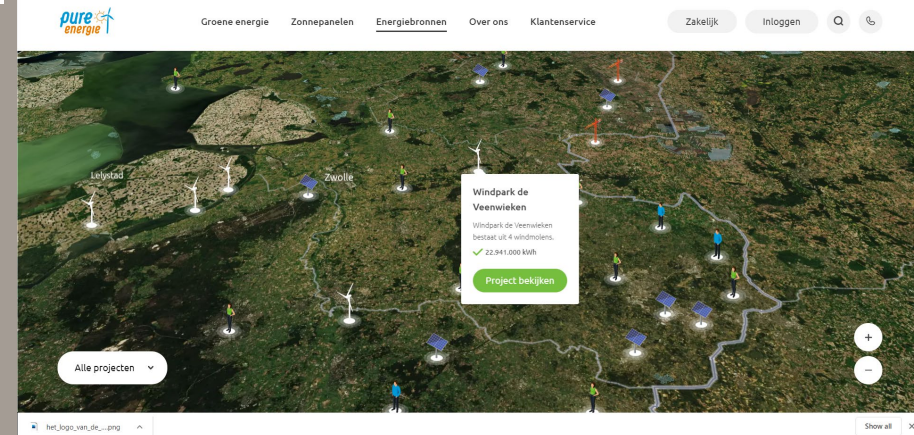 pure
energie
Groene energie
Zonnepanelen
Energiebronnen
Over ons
Klantenservice
Zakelijk
Inloggen
Lelystad
Zwolle
Windpark de
Veenwieken
Windpark de Veenwieken
bestaat uit 4 windmolens.
22.941.000 kWh
Project bekijken
Alle projecten
+
−
het_logo_van_de_....png
Show all